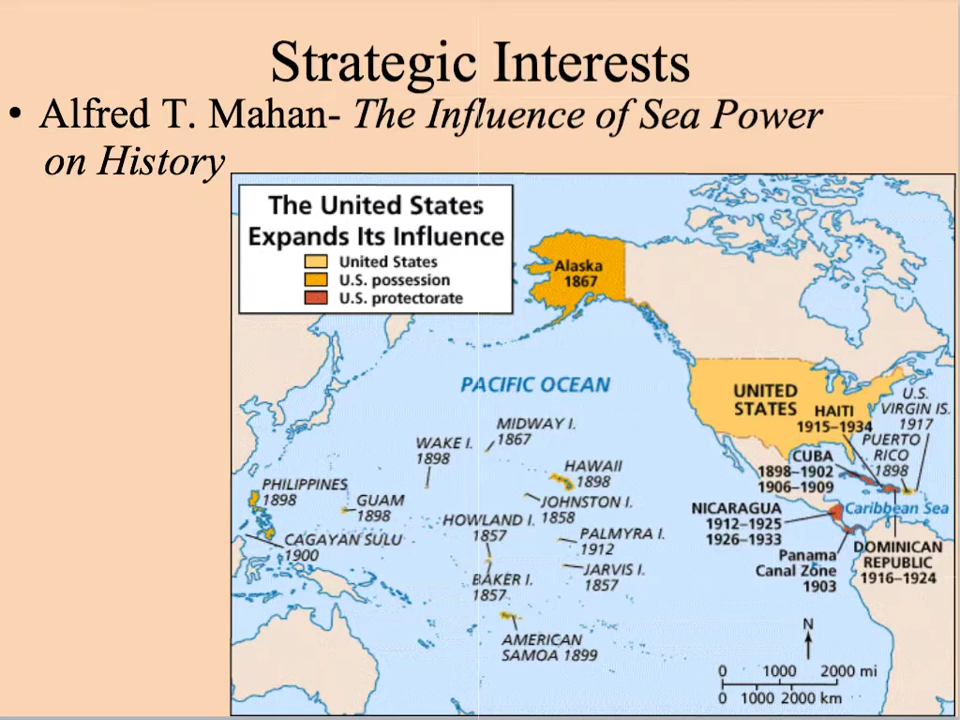 Strategic Interests
• Alfred T. Mahan- The Influence of Sea Power
on History
The United States
Expands Its Influence
United States
U.S. possession
U.S. protectorate
Alaska
1867
PACIFIC OCEAN
UNITED
STATES
HAITI
1915–1934
U.S.
VIRGIN IS.
1917
PUERTO
RICO
1898
CUBA
1898–1902
1906–1909
MIDWAY I.
1867
WAKE I.
1898
HAWAII
1898
PHILIPPINES
1898
GUAM
1898
JOHNSTON I.
1858
NICARAGUA
1912–1925
1926–1933
Caribbean Sea
HOWLAND I.
1857
PALMYRA I.
1912
CAGAYAN SULU
1900
Panama
Canal Zone
1903
DOMINICAN
REPUBLIC
1916–1924
BAKER I.
1857
JARVIS I.
1857
AMERICAN
SAMOA 1899
N
0 1000 2000 mi
0 1000 2000 km